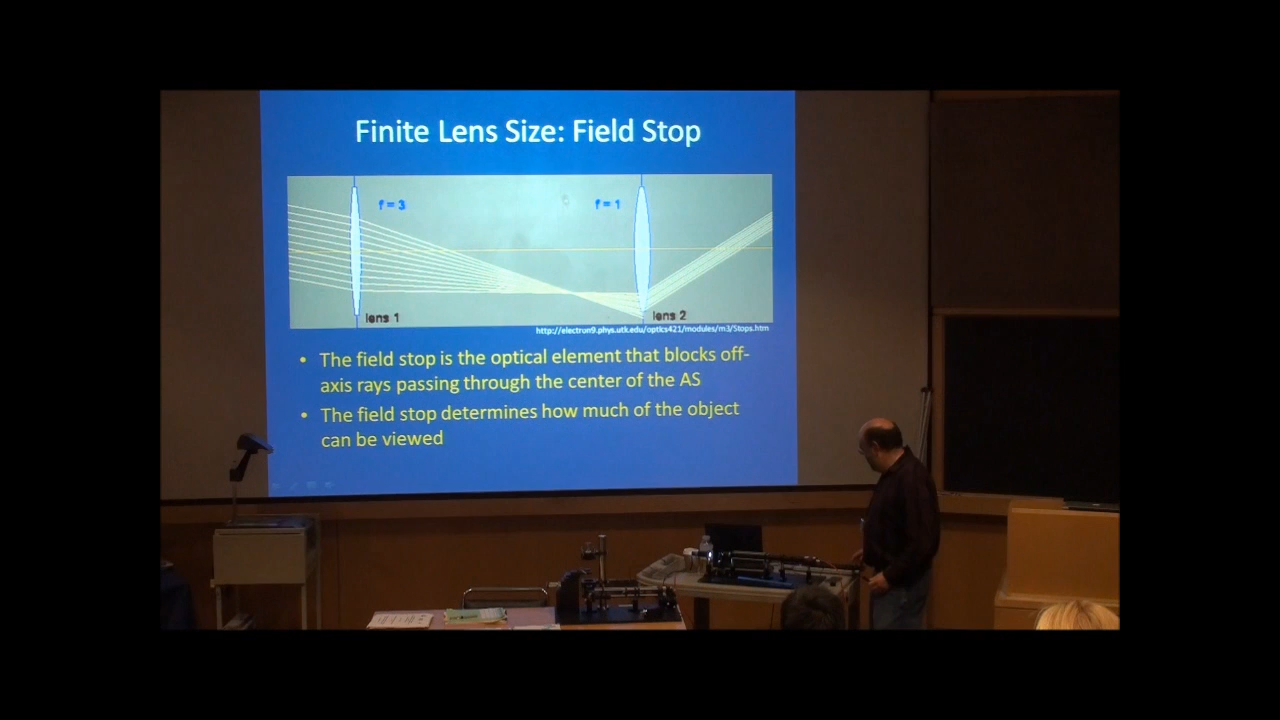 Finite Lens Size: Field Stop
f = 3
f = 1
lens 1
lens 2
http://electron9.phys.utk.edu/optics421/modules/m3/Stops.htm
• The field stop is the optical element that blocks off-
axis rays passing through the center of the AS
• The field stop determines how much of the object
can be viewed